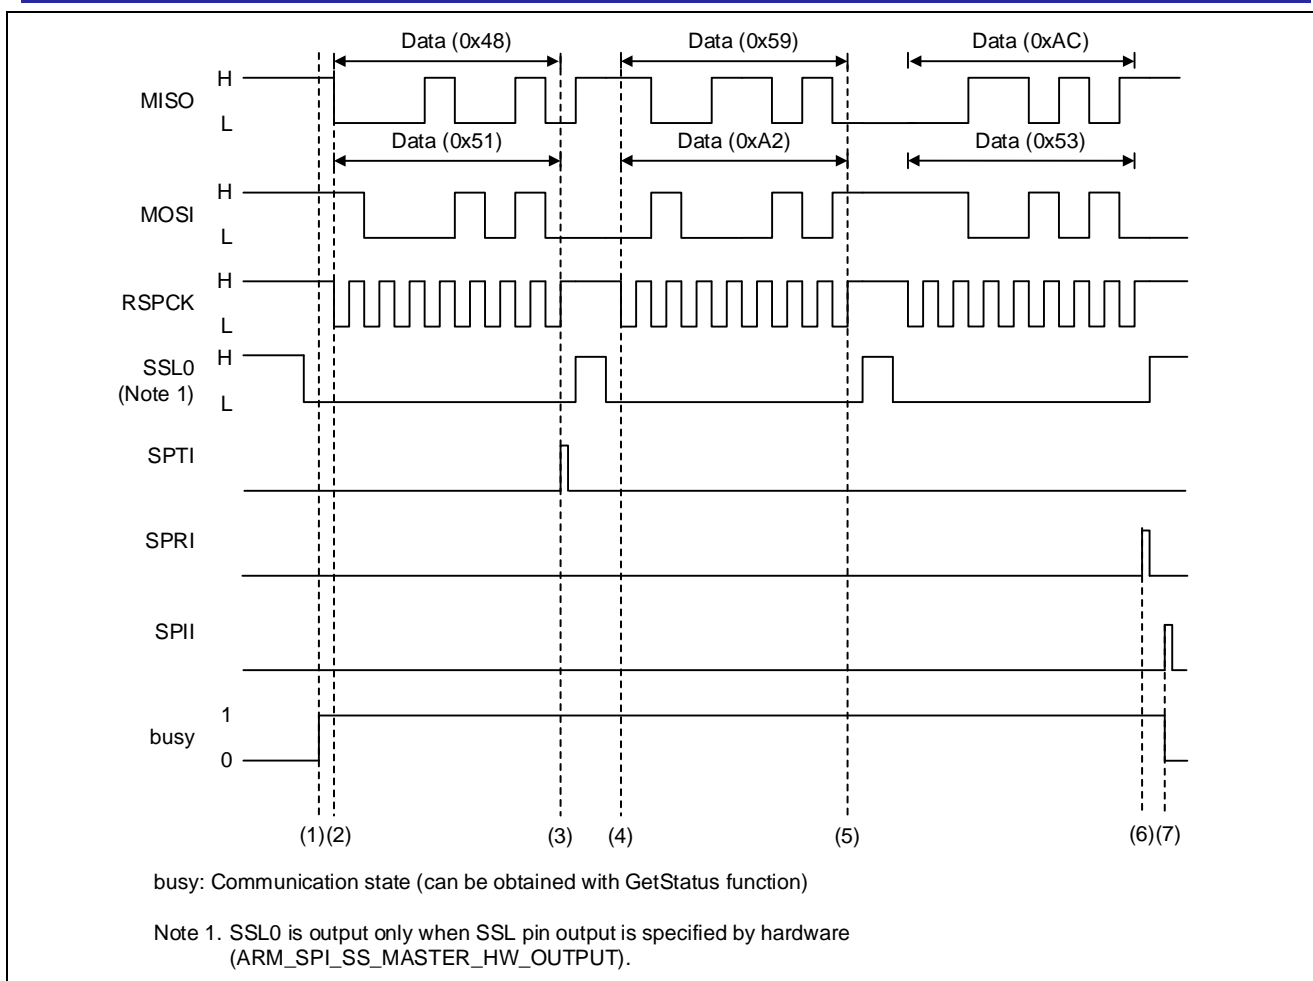 Data (0x48) Data (0x59) Data (0xAC)
H
MISO
L
Data (0x51) Data (0xA2) Data (0x53)
H
MOSI
L
H
RSPCK
L
H
SSL0
(Note 1)
L
SPTI
SPRI
SPII
1
busy
0
(1) (2) (3) (4) (5) (6) (7)
busy: Communication state (can be obtained with GetStatus function)
Note 1. SSL0 is output only when SSL pin output is specified by hardware
(ARM_SPI_SS_MASTER_HW_OUTPUT).